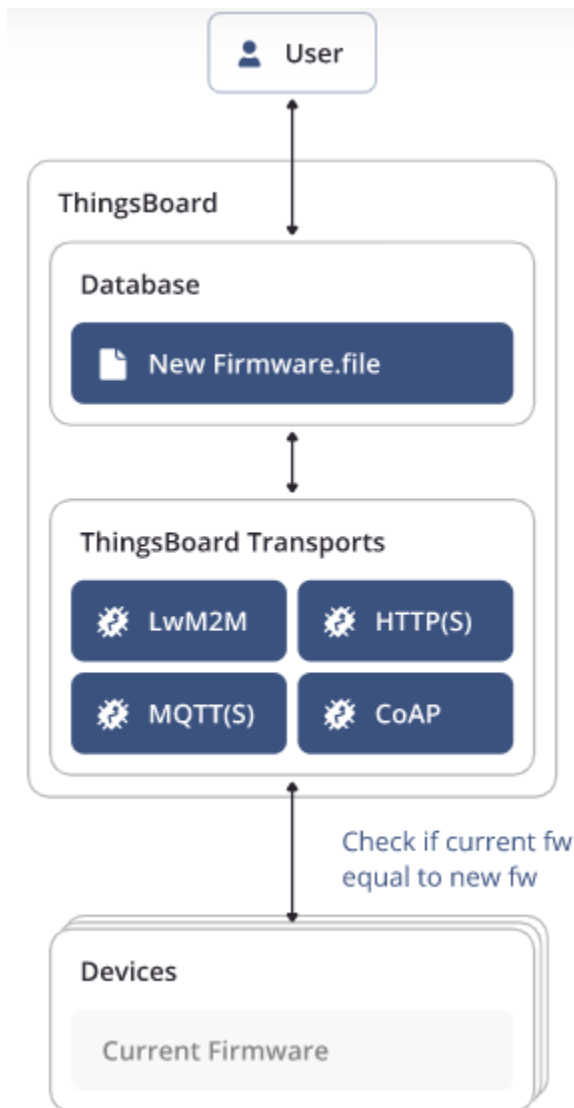 User
ThingsBoard
Database
New Firmware.file
ThingsBoard Transports
LwM2M
HTTP(S)
MQTT(S)
CoAP
Check if current fw
equal to new fw
Devices
Current Firmware